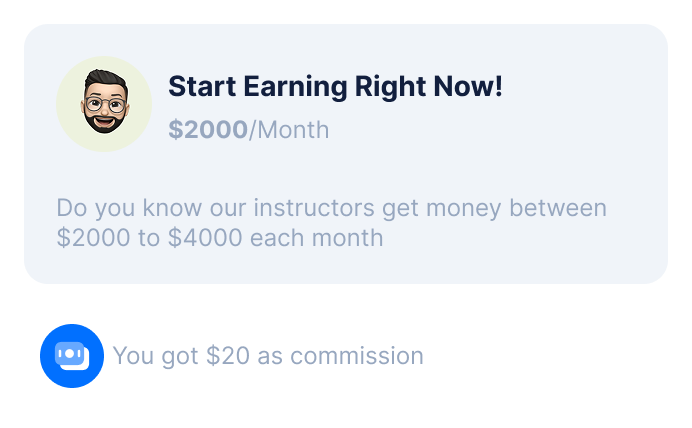 Start Earning Right Now!
$2000/Month
Do you know our instructors get money between
$2000 to $4000 each month
You got $20 as commission